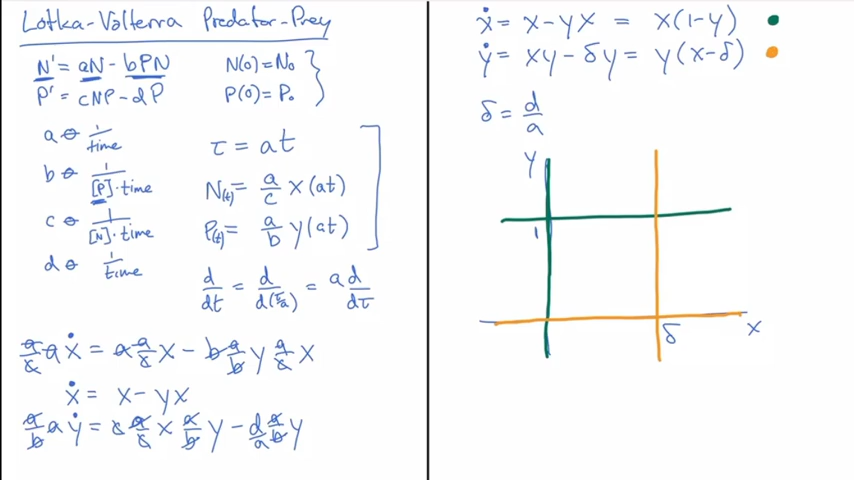 Lotka-Volterra Predator-Prey
N' = aN - bPN    N(0) = N₀
P' = cNP - dP    P(0) = P₀
a ⊖ 1/time
b ⊖ 1/[P]·time
c ⊖ 1/[N]·time
d ⊖ 1/time
τ = at
N(t) = a/c x(at)
P(t) = a/b y(at)
d/dt = d/d(τ/a) = a d/dτ
a/c a ẋ = a a/c x - b a/b y a/c x
ẋ = x - yx
a/b a ẏ = c a/c x a/b y - d/a a/b y
ẋ = x - yx = x(1-y)
ẏ = xy - δy = y(x-δ)
δ = d/a
y
1
δ
x